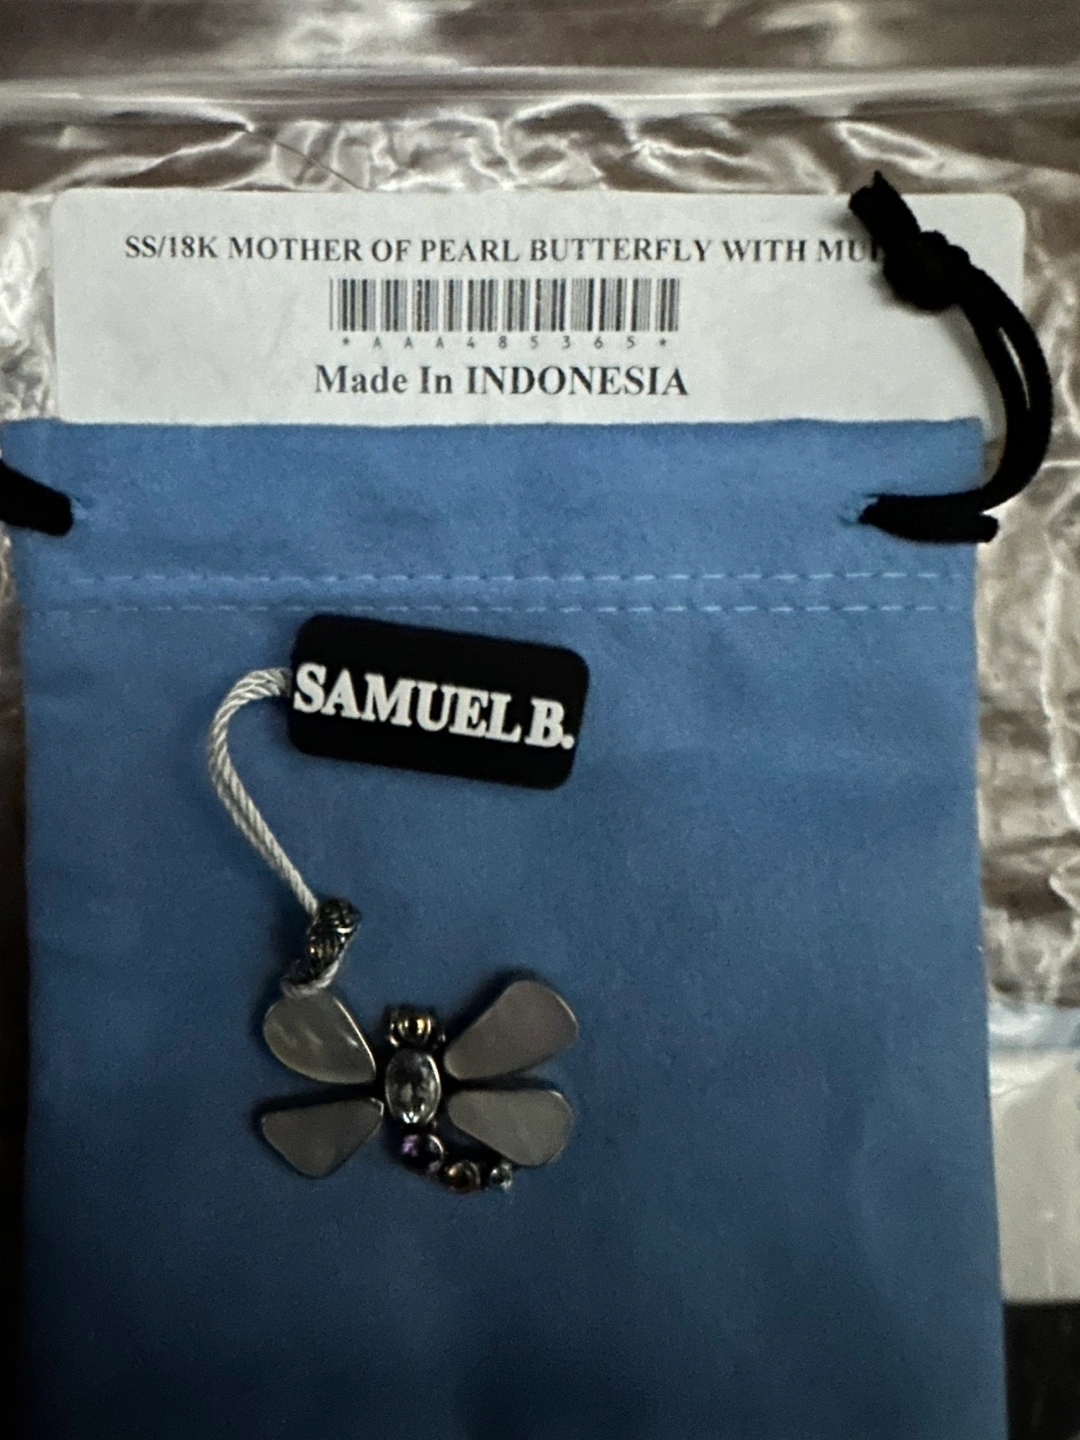 SS/18K MOTHER OF PEARL BUTTERFLY WITH
*AAA485365*
Made In INDONESIA
SAMUEL B.